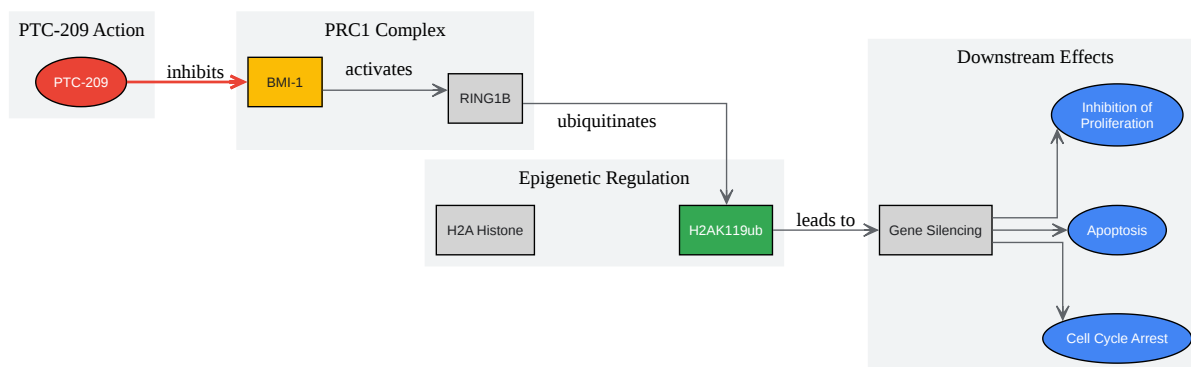 PTC-209 Action
PTC-209
inhibits
PRC1 Complex
BMI-1
activates
RING1B
ubiquitinates
Epigenetic Regulation
H2A Histone
H2AK119ub
leads to
Downstream Effects
Gene Silencing
Inhibition of
Proliferation
Apoptosis
Cell Cycle Arrest